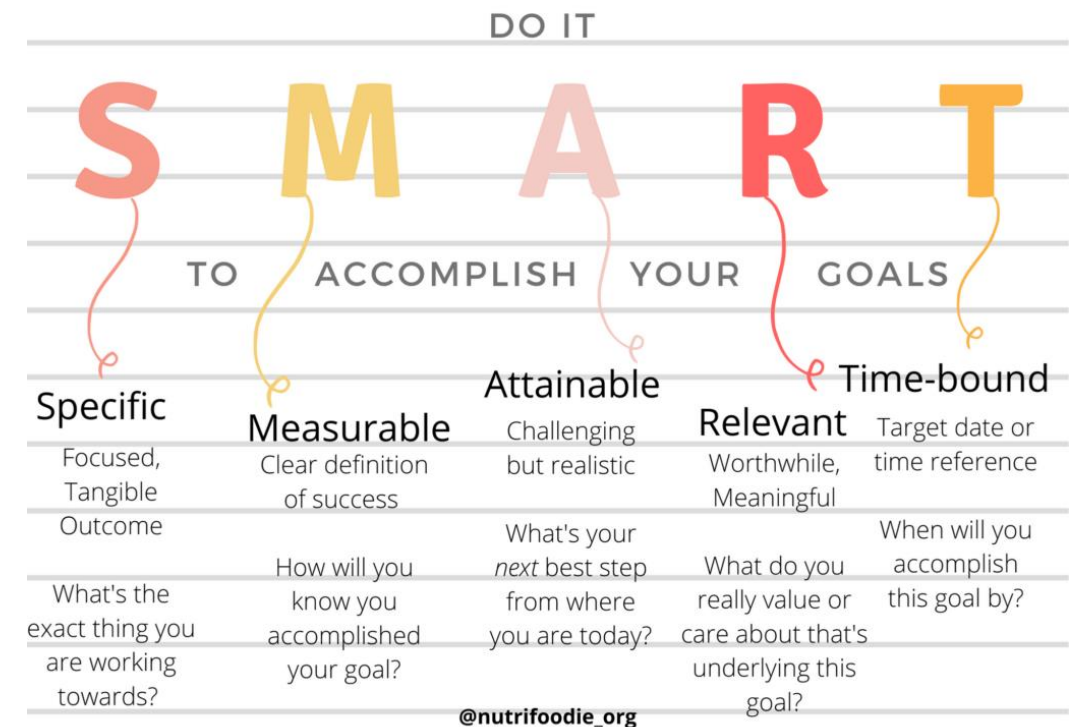 DO IT
SMART
TO ACCOMPLISH YOUR GOALS
Specific
Focused,
Tangible
Outcome
What's the
exact thing you
are working
towards?
Measurable
Clear definition
of success
How will you
know you
accomplished
your goal?
Attainable
Challenging
but realistic
What's your
next best step
from where
you are today?
Relevant
Worthwhile,
Meaningful
What do you
really value or
care about that's
underlying this
goal?
Time-bound
Target date or
time reference
When will you
accomplish
this goal by?
@nutrifoodie_org